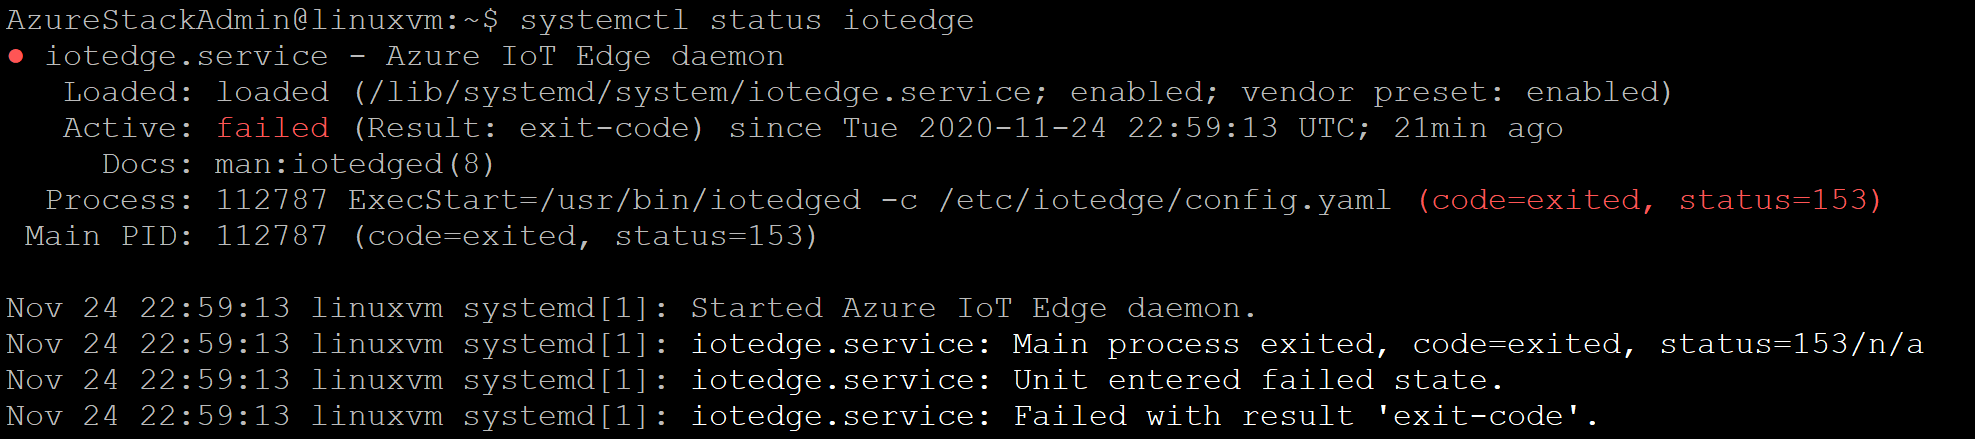 AzureStackAdmin@linuxvm:~$ systemctl status iotedge
● iotedge.service - Azure IoT Edge daemon
   Loaded: loaded (/lib/systemd/system/iotedge.service; enabled; vendor preset: enabled)
   Active: failed (Result: exit-code) since Tue 2020-11-24 22:59:13 UTC; 21min ago
     Docs: man:iotedged(8)
  Process: 112787 ExecStart=/usr/bin/iotedged -c /etc/iotedge/config.yaml (code=exited, status=153)
 Main PID: 112787 (code=exited, status=153)

Nov 24 22:59:13 linuxvm systemd[1]: Started Azure IoT Edge daemon.
Nov 24 22:59:13 linuxvm systemd[1]: iotedge.service: Main process exited, code=exited, status=153/n/a
Nov 24 22:59:13 linuxvm systemd[1]: iotedge.service: Unit entered failed state.
Nov 24 22:59:13 linuxvm systemd[1]: iotedge.service: Failed with result 'exit-code'.